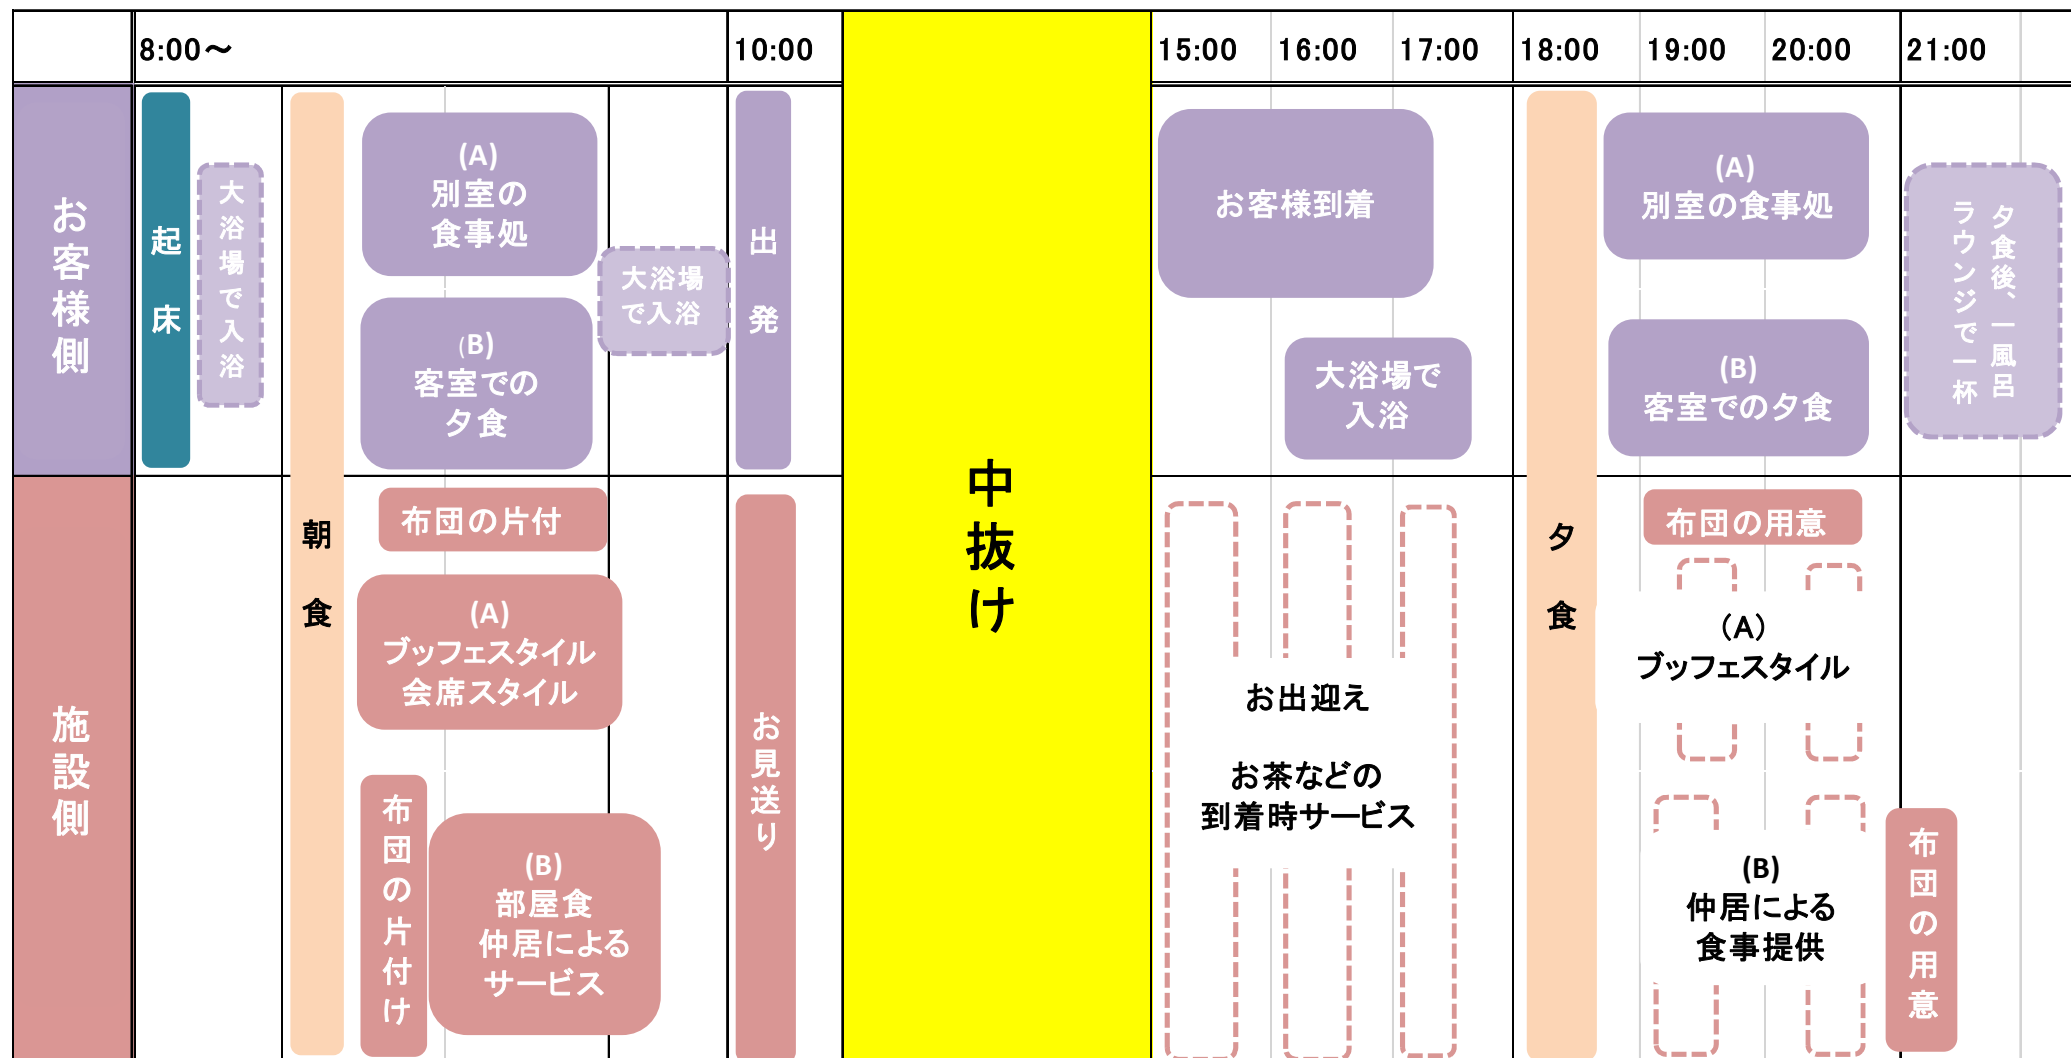 8:00～
10:00
15:00
16:00
17:00
18:00
19:00
20:00
21:00
お客様側
起床
大浴場で入浴
(A)
別室の
食事処
(B)
客室での
夕食
大浴場
で入浴
出発
中抜け
お客様到着
大浴場で
入浴
(A)
別室の食事処
(B)
客室での夕食
夕食後、一風呂
ラウンジで一杯
施設側
朝食
布団の片付
(A)
ブッフェスタイル
会席スタイル
布団の片付け
(B)
部屋食
仲居による
サービス
お見送り
お出迎え
お茶などの
到着時サービス
夕食
布団の用意
（A）
ブッフェスタイル
(B)
仲居による
食事提供
布団の用意